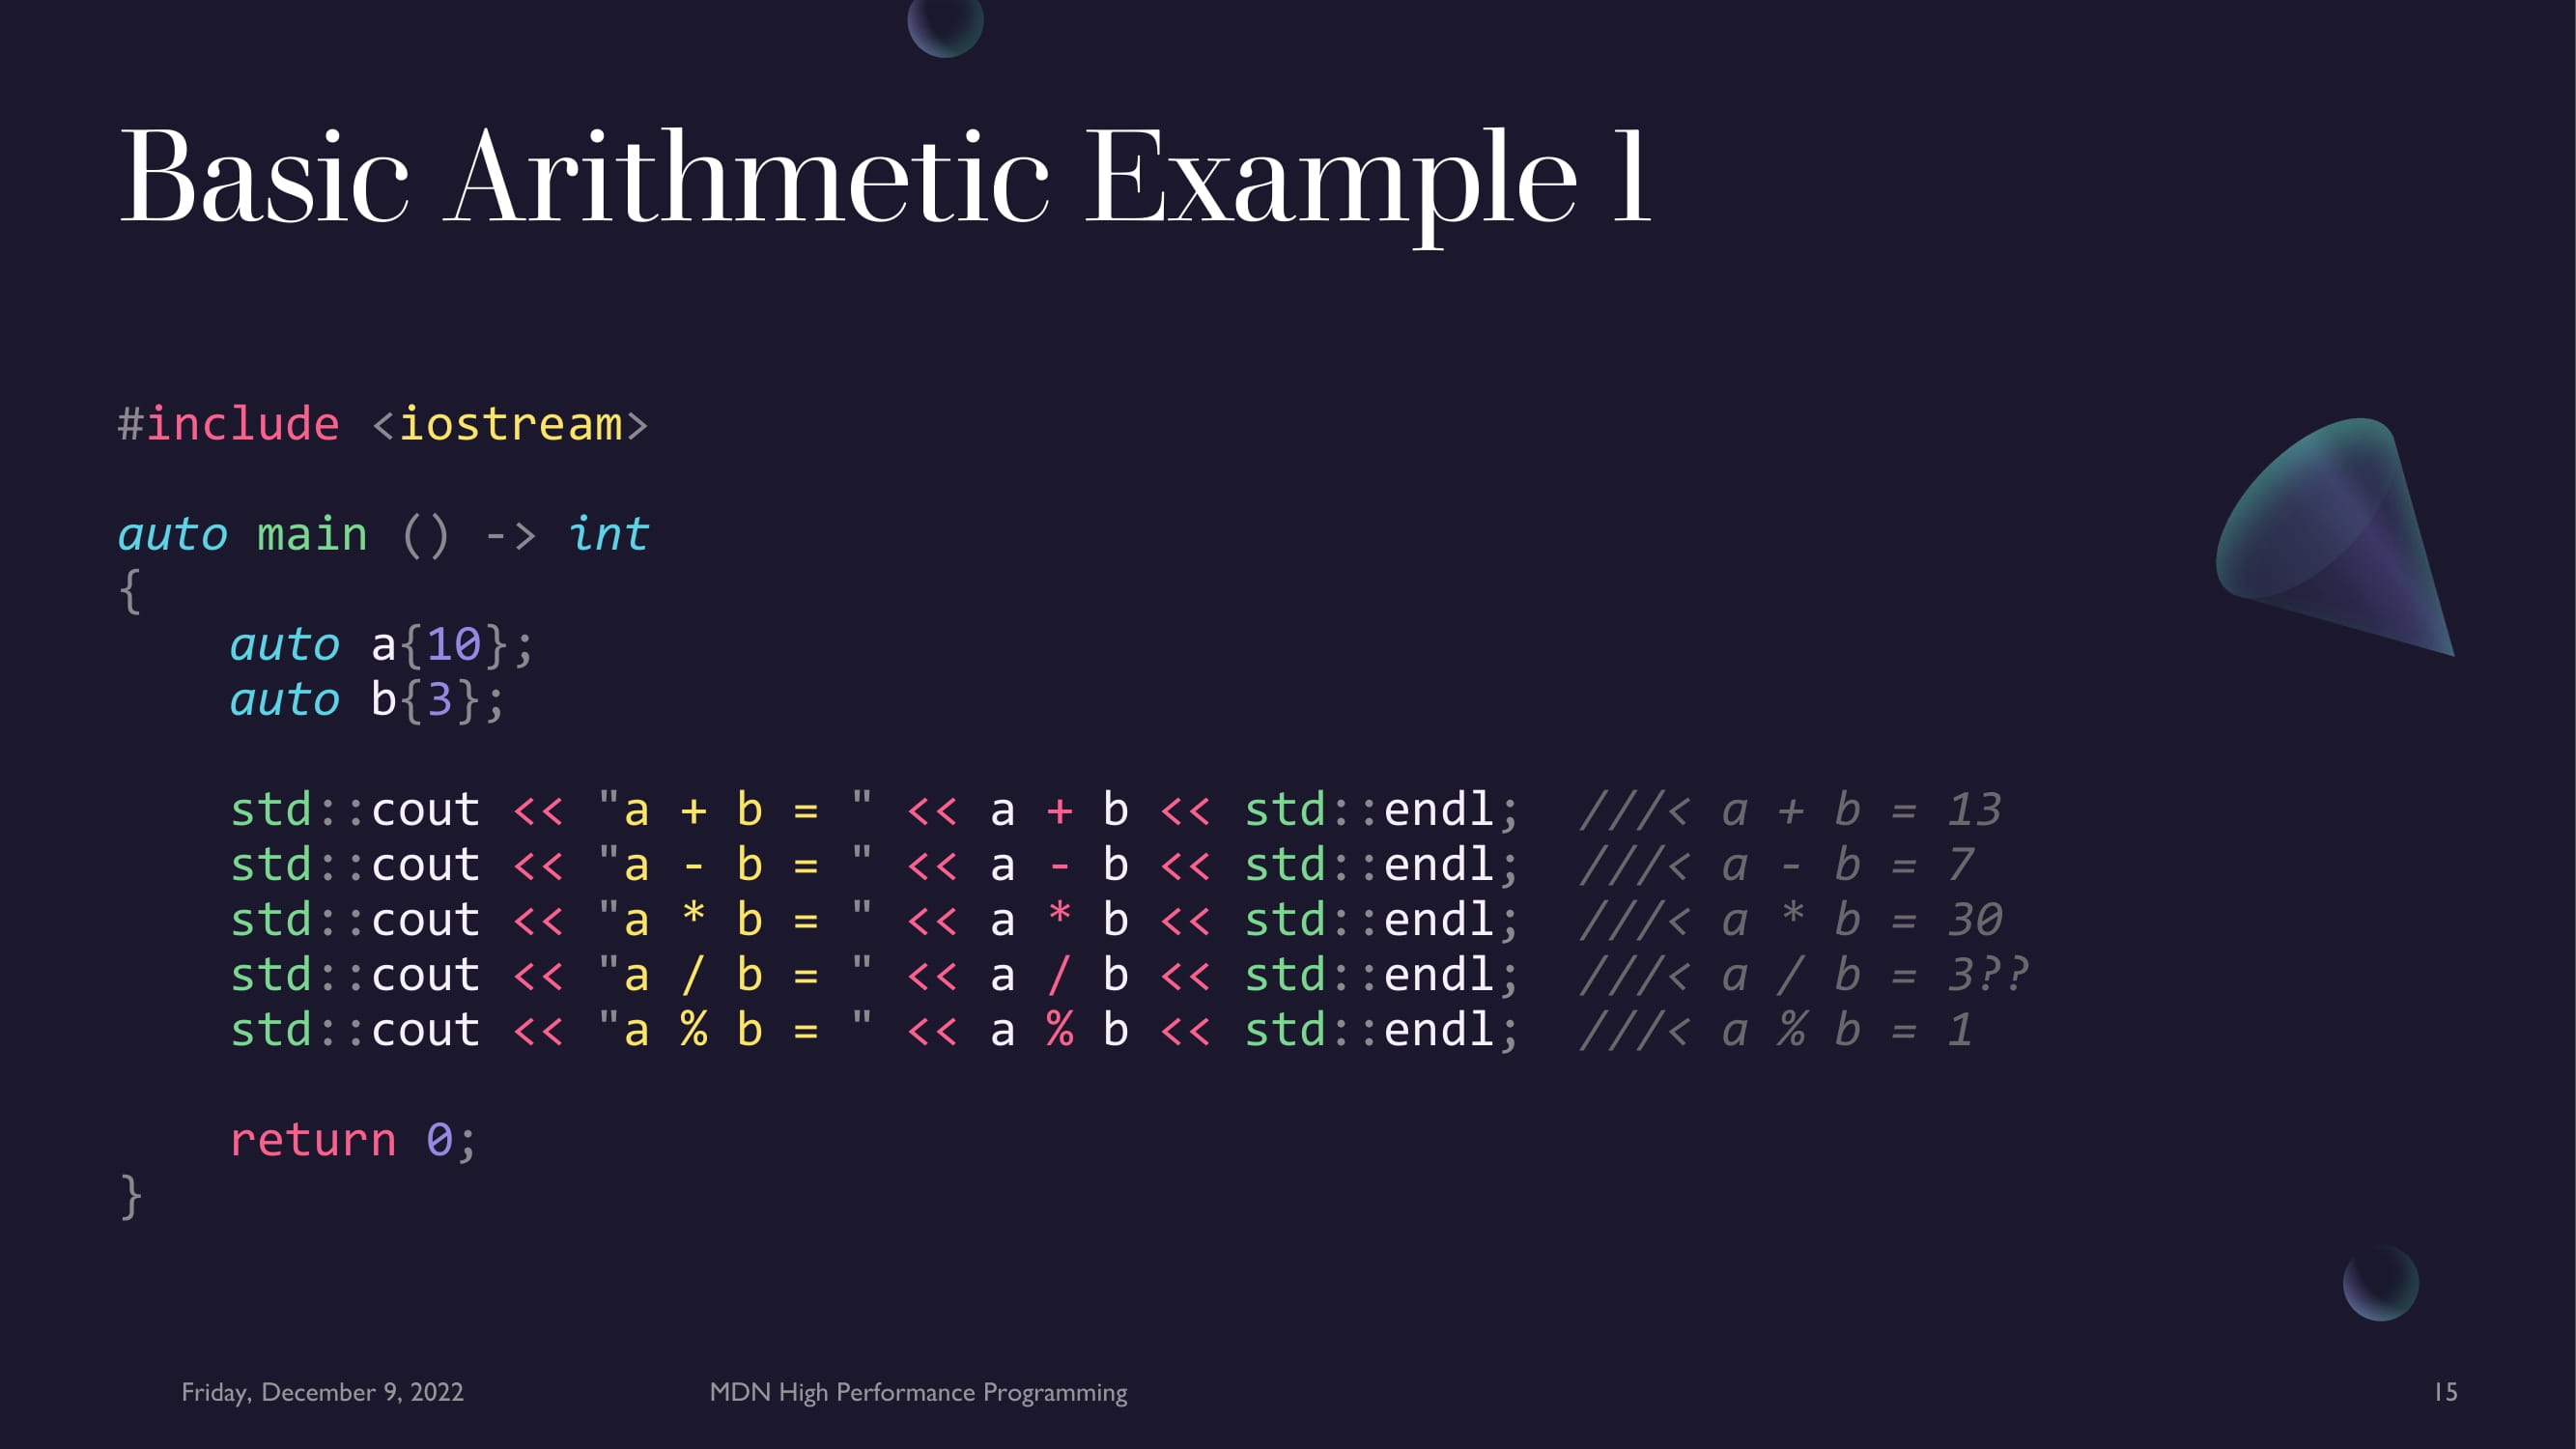 Basic Arithmetic Example 1
#include <iostream>
auto main () -> int
{
    auto a{10};
    auto b{3};
    std::cout << "a + b = " << a + b << std::endl;  ///< a + b = 13
    std::cout << "a - b = " << a - b << std::endl;  ///< a - b = 7
    std::cout << "a * b = " << a * b << std::endl;  ///< a * b = 30
    std::cout << "a / b = " << a / b << std::endl;  ///< a / b = 3??
    std::cout << "a % b = " << a % b << std::endl;  ///< a % b = 1
    return 0;
}
Friday, December 9, 2022
MDN High Performance Programming
15